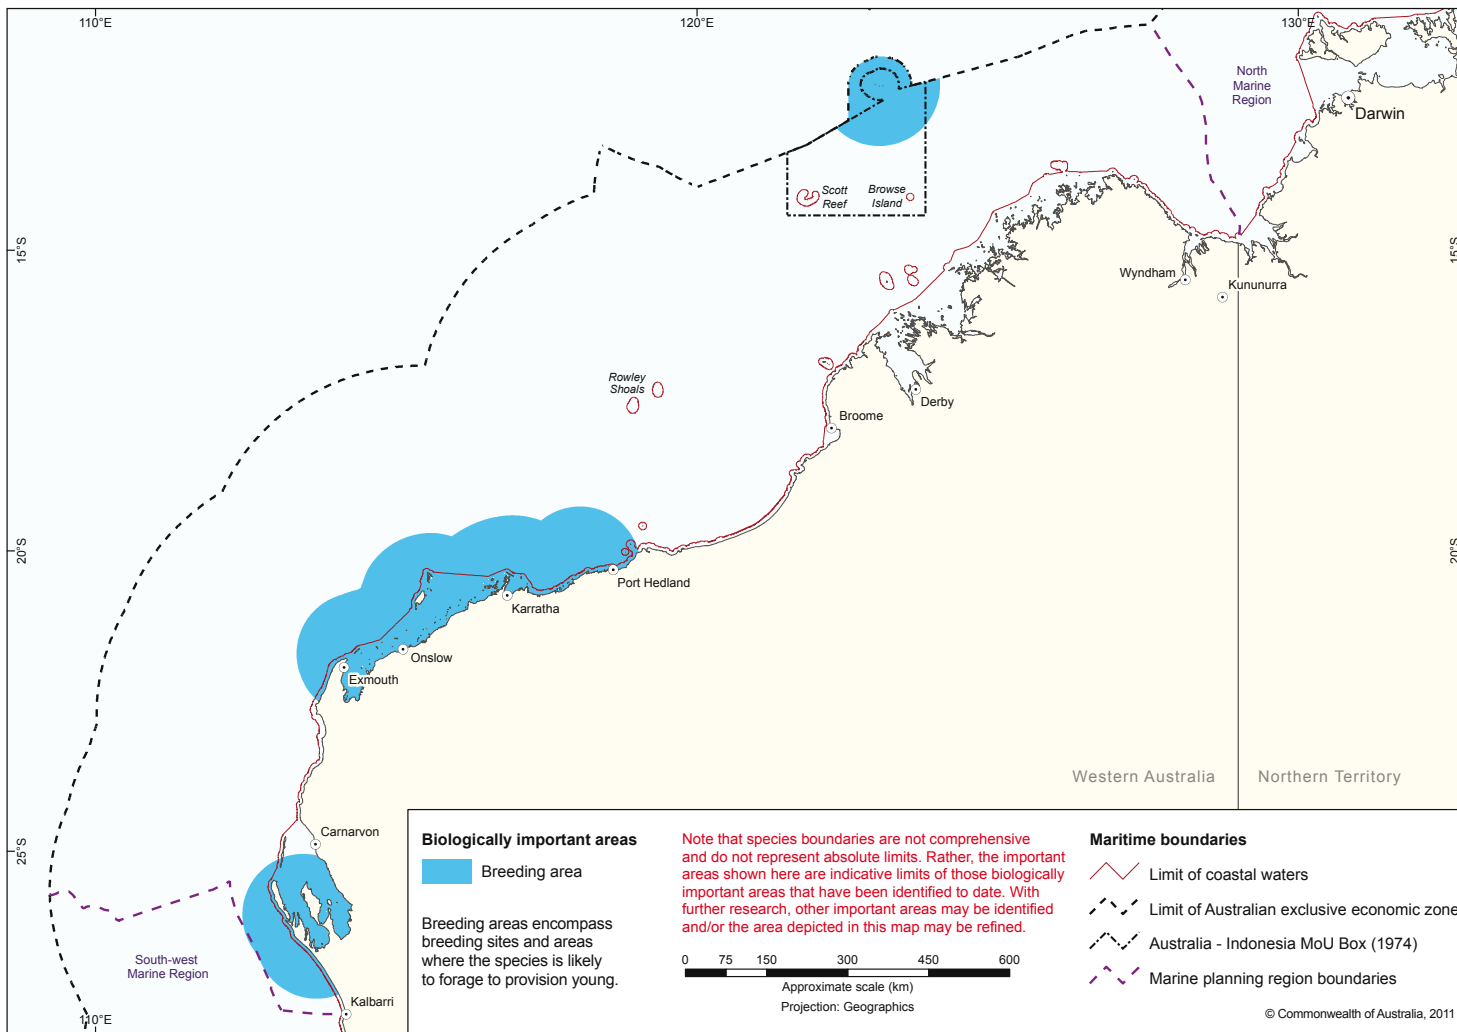 110°E
120°E
130°E
North
Marine
Region
Darwin
Scott
Reef
Browse
Island
15°S
15°S
Wyndham
Kununurra
Rowley
Shoals
Derby
Broome
20°S
20°S
Port Hedland
Karratha
Onslow
Exmouth
Western Australia
Northern Territory
Carnarvon
25°S
South-west
Marine Region
Kalbarri
110°E
Biologically important areas
Breeding area
Breeding areas encompass
breeding sites and areas
where the species is likely
to forage to provision young.
Note that species boundaries are not comprehensive
and do not represent absolute limits. Rather, the important
areas shown here are indicative limits of those biologically
important areas that have been identified to date. With
further research, other important areas may be identified
and/or the area depicted in this map may be refined.
0 75 150 300 450 600
Approximate scale (km)
Projection: Geographics
Maritime boundaries
Limit of coastal waters
Limit of Australian exclusive economic zone
Australia - Indonesia MoU Box (1974)
Marine planning region boundaries
© Commonwealth of Australia, 2011